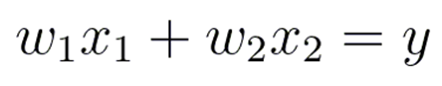 w₁x₁ + w₂x₂ = y